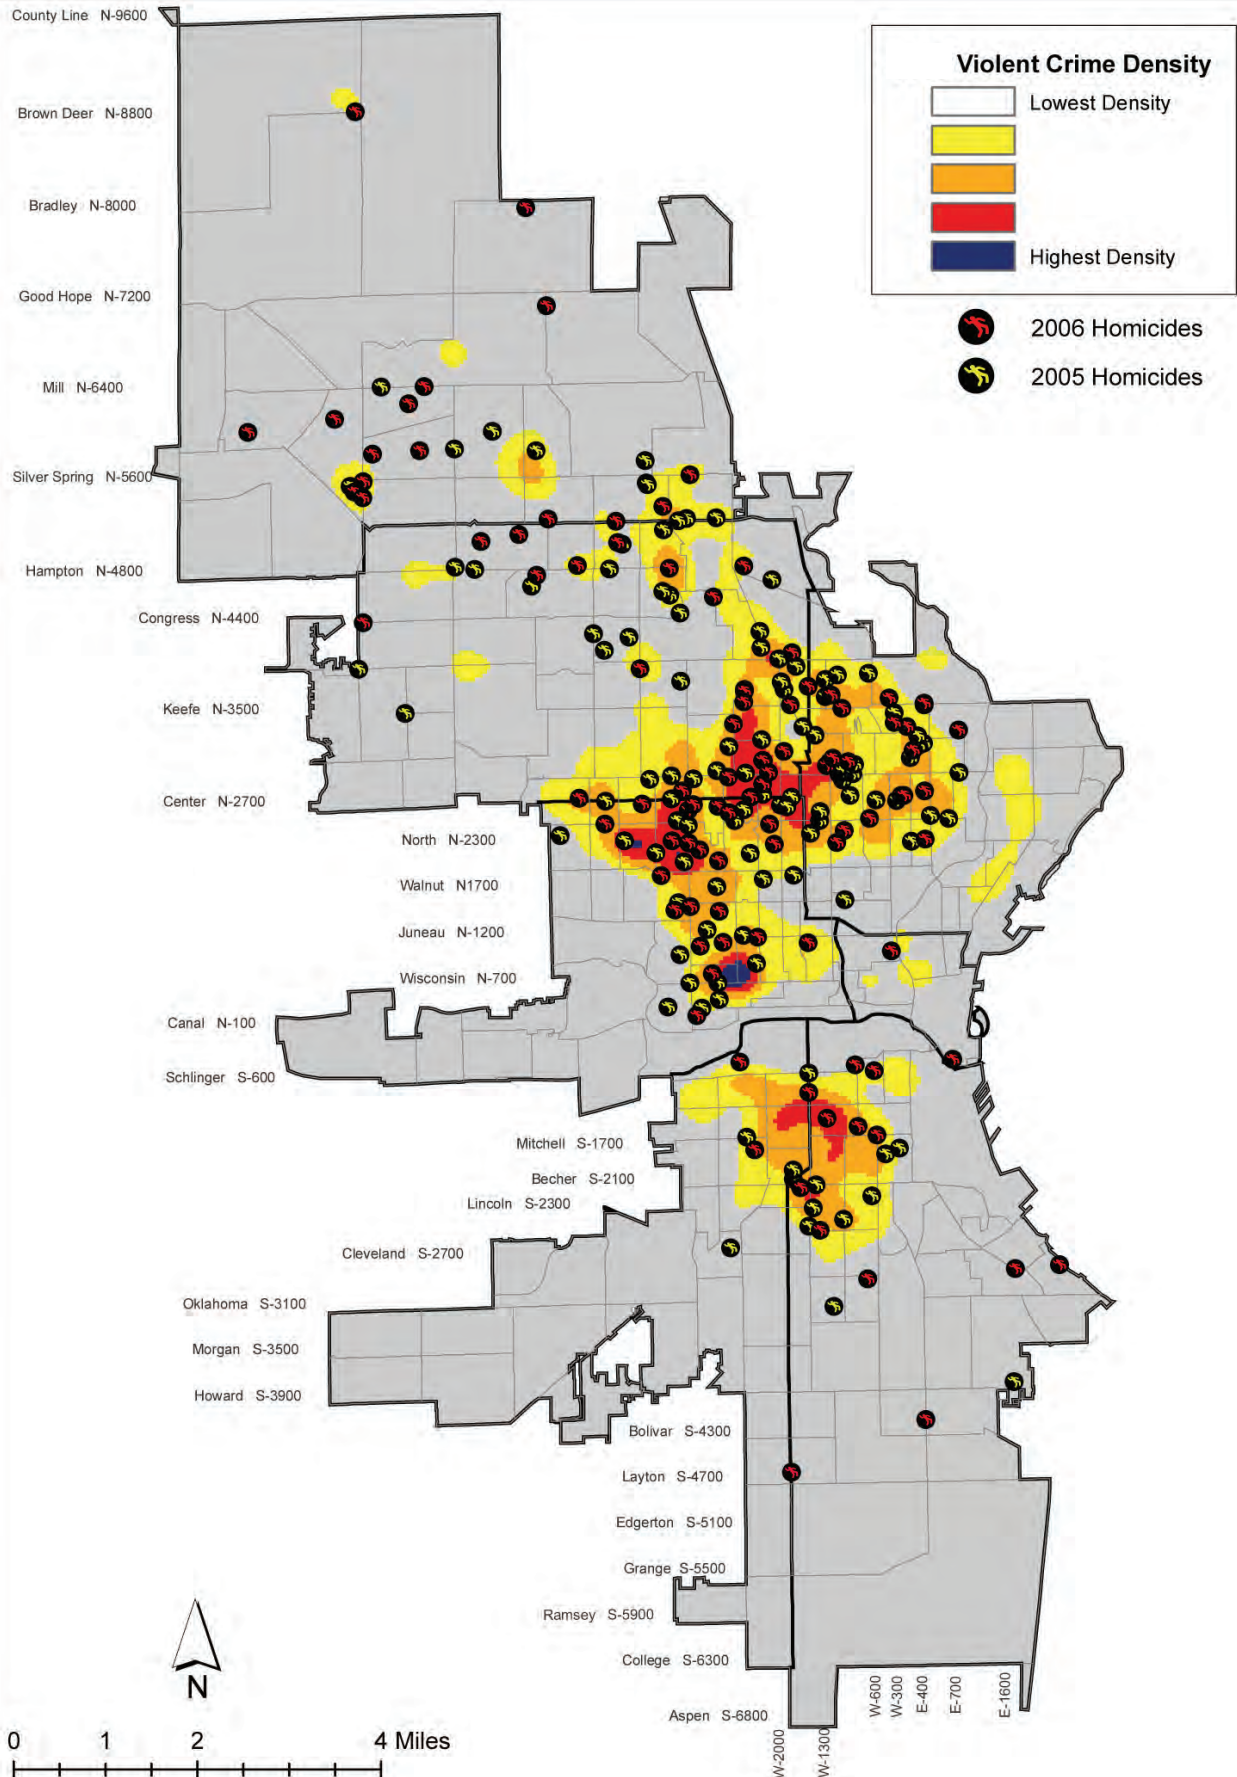 County Line N-9600
Violent Crime Density
Lowest Density
Brown Deer N-8800
Bradley N-8000
Highest Density
Good Hope N-7200
2006 Homicides
Mill N-6400
2005 Homicides
Silver Spring N-5600
Hampton N-4800
Congress N-4400
Keefe N-3500
Center N-2700
North N-2300
Walnut N1700
Juneau N-1200
Wisconsin N-700
Canal N-100
Schlinger S-600
Mitchell S-1700
Becher S-2100
Lincoln S-2300
Cleveland S-2700
Oklahoma S-3100
Morgan S-3500
Howard S-3900
Bolivar S-4300
Layton S-4700
Edgerton S-5100
Grange S-5500
Ramsey S-5900
College S-6300
Aspen S-6800
W-2000
W-1300
W-600
W-300
E-400
E-700
E-1600
N
0 1 2 4 Miles